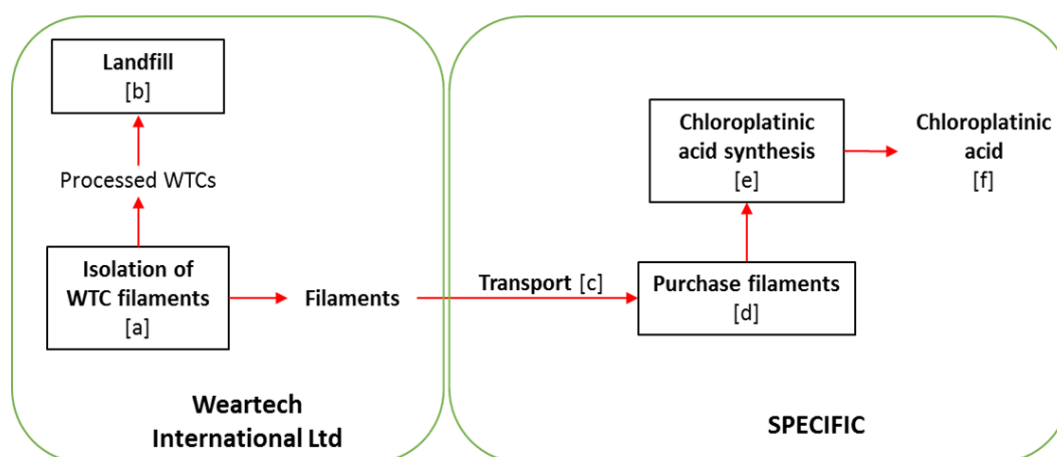 Landfill
[b]
Processed WTCs
Isolation of
WTC filaments
[a]
Filaments
Weartech
International Ltd
Transport [c]
Purchase filaments
[d]
Chloroplatinic
acid synthesis
[e]
Chloroplatinic
acid
[f]
SPECIFIC